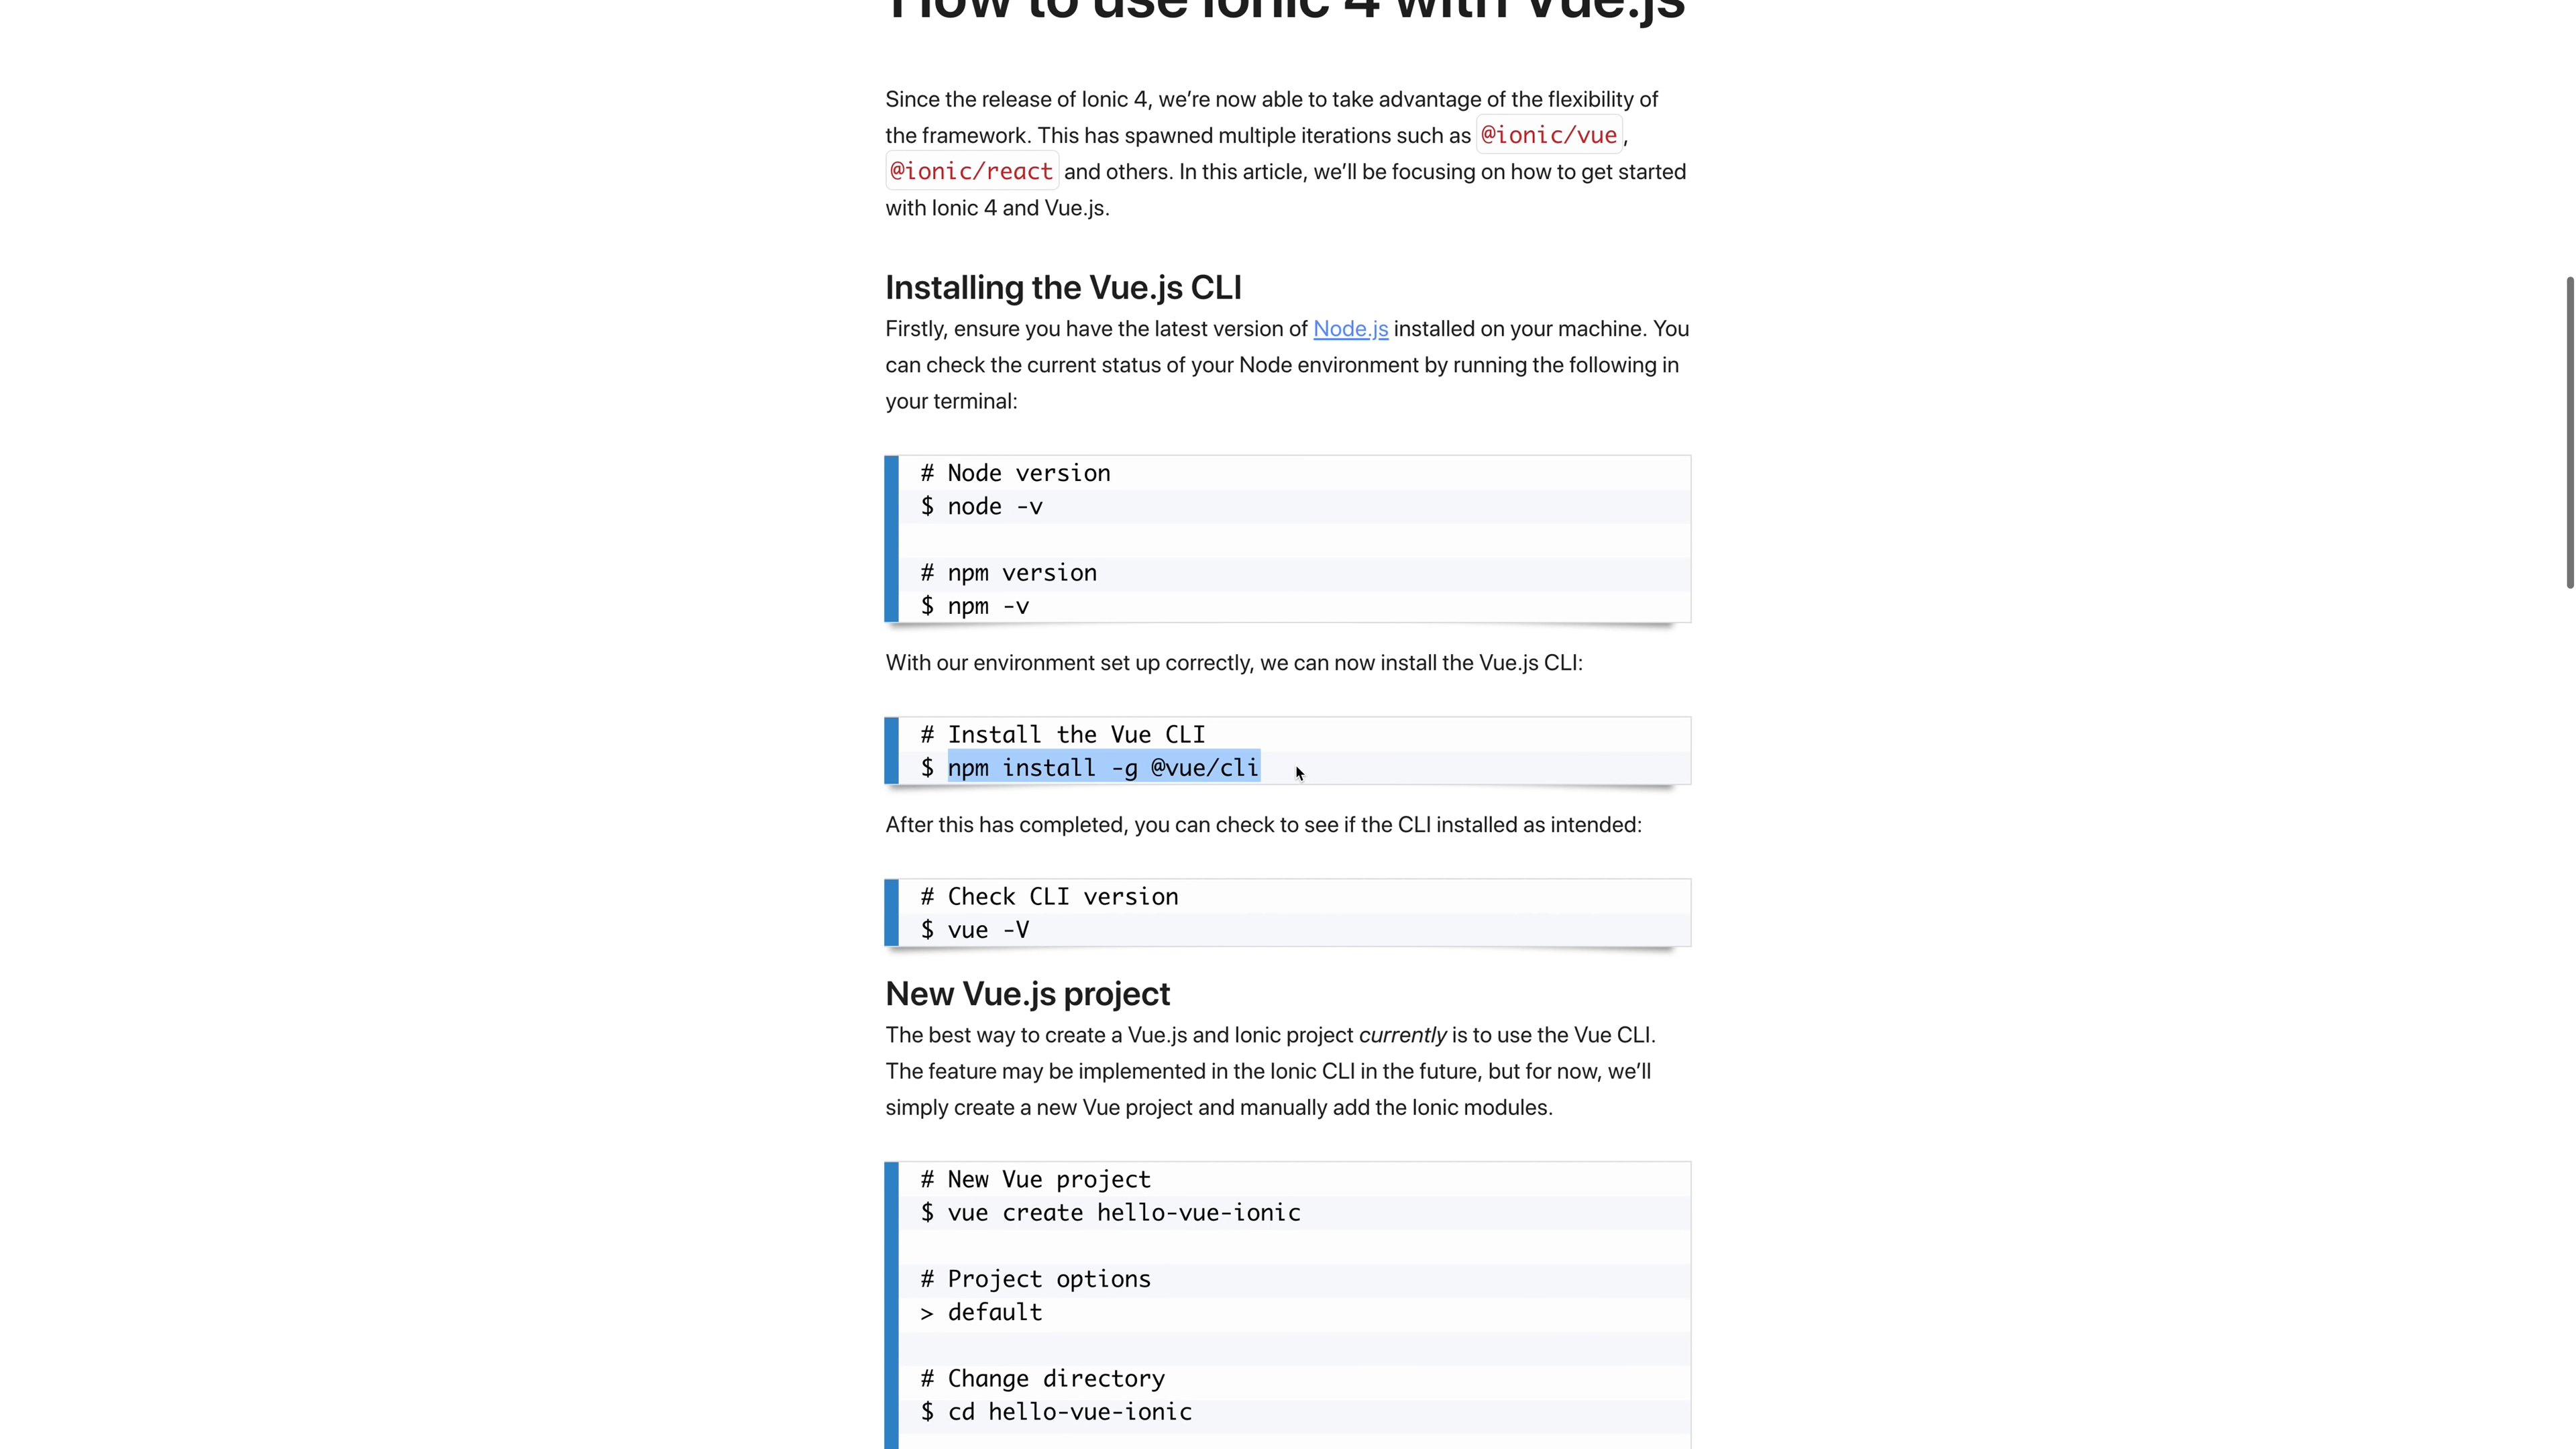 How to use Ionic 4 with Vue.js
Since the release of Ionic 4, we’re now able to take advantage of the flexibility of
the framework. This has spawned multiple iterations such as @ionic/vue,
@ionic/react and others. In this article, we’ll be focusing on how to get started
with Ionic 4 and Vue.js.
Installing the Vue.js CLI
Firstly, ensure you have the latest version of Node.js installed on your machine. You
can check the current status of your Node environment by running the following in
your terminal:
# Node version
$ node -v
# npm version
$ npm -v
With our environment set up correctly, we can now install the Vue.js CLI:
# Install the Vue CLI
$ npm install -g @vue/cli
After this has completed, you can check to see if the CLI installed as intended:
# Check CLI version
$ vue -V
New Vue.js project
The best way to create a Vue.js and Ionic project currently is to use the Vue CLI.
The feature may be implemented in the Ionic CLI in the future, but for now, we’ll
simply create a new Vue project and manually add the Ionic modules.
# New Vue project
$ vue create hello-vue-ionic
# Project options
> default
# Change directory
$ cd hello-vue-ionic